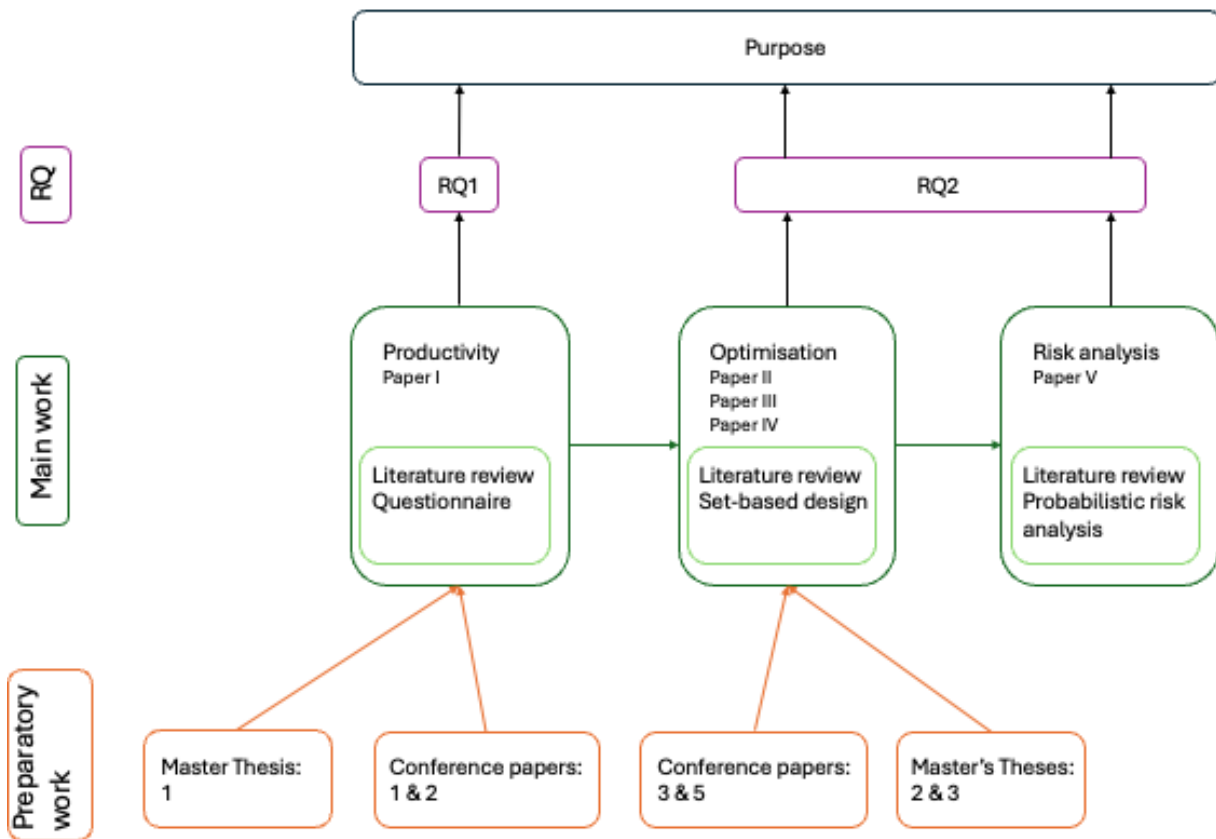 Purpose
RQ
RQ1
RQ2
Main work
Productivity
Paper I
Literature review
Questionnaire
Optimisation
Paper II
Paper III
Paper IV
Literature review
Set-based design
Risk analysis
Paper V
Literature review
Probabilistic risk
analysis
Preparatory
work
Master Thesis:
1
Conference papers:
1 & 2
Conference papers:
3 & 5
Master's Theses:
2 & 3